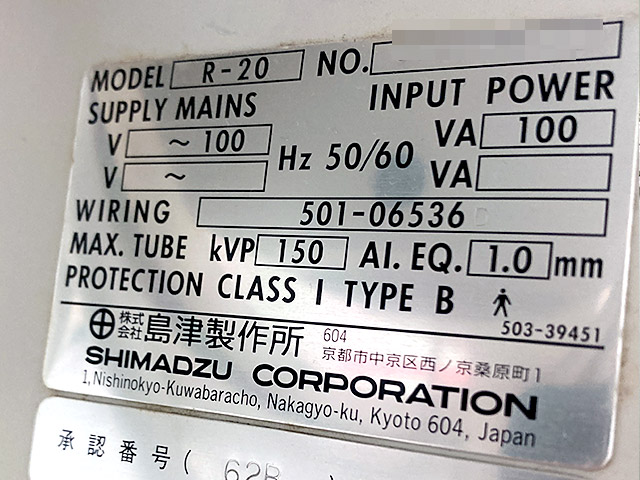 MODEL R-20 NO.
SUPPLY MAINS INPUT POWER
V ~ 100 Hz 50/60 VA 100
V ~ VA
WIRING 501-06536
MAX. TUBE kVP 150 Al. EQ. 1.0 mm
PROTECTION CLASS I TYPE B
503-39451
株式会社 島津製作所 604
京都市中京区西ノ京桑原町1
SHIMADZU CORPORATION
1, Nishinokyo-Kuwabaracho, Nakagyo-ku, Kyoto 604, Japan
承認番号( 62B )